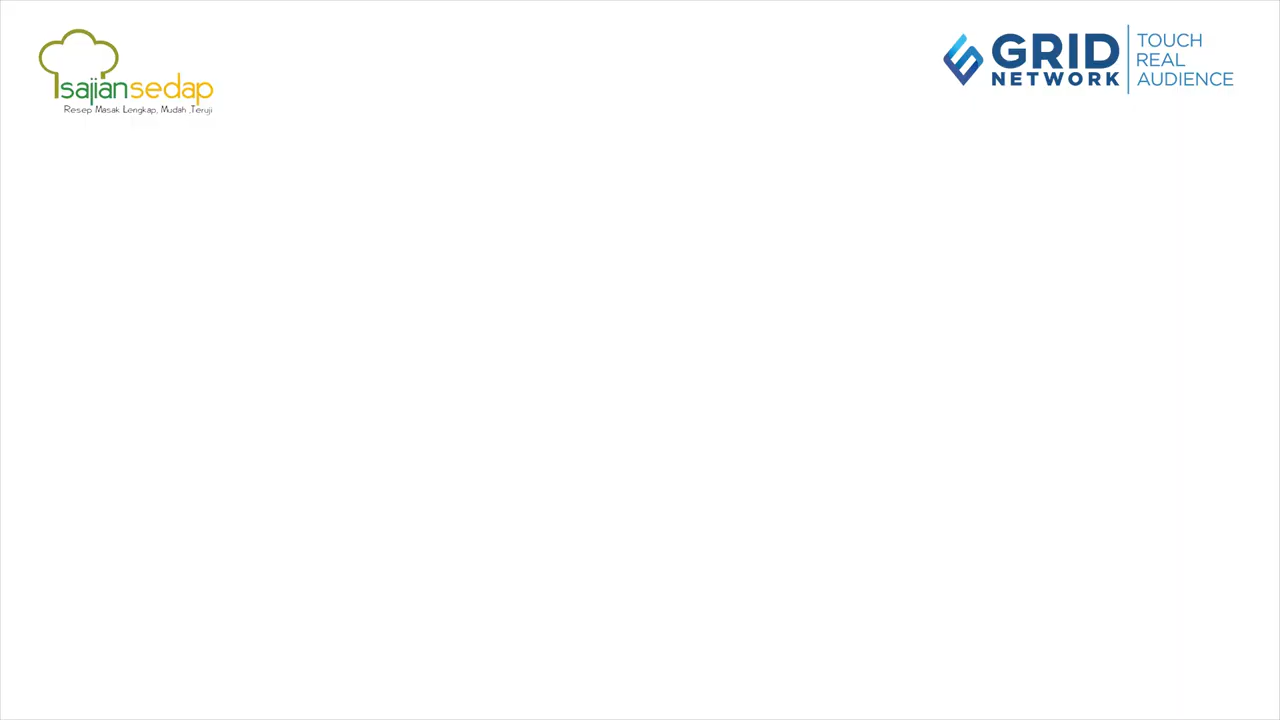 sajiansedap
Resep Masak Lengkap, Mudah ,Teruji
GRID
NETWORK
TOUCH
REAL
AUDIENCE